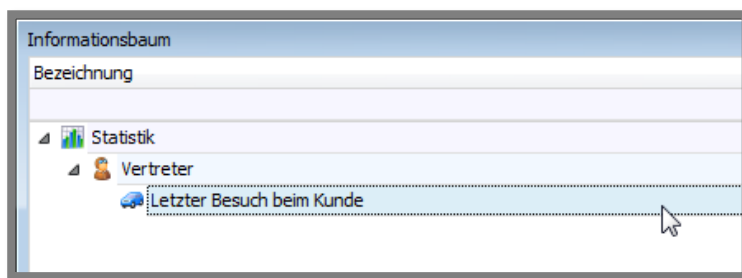 Informationsbaum
Bezeichnung
Statistik
Vertreter
Letzter Besuch beim Kunde